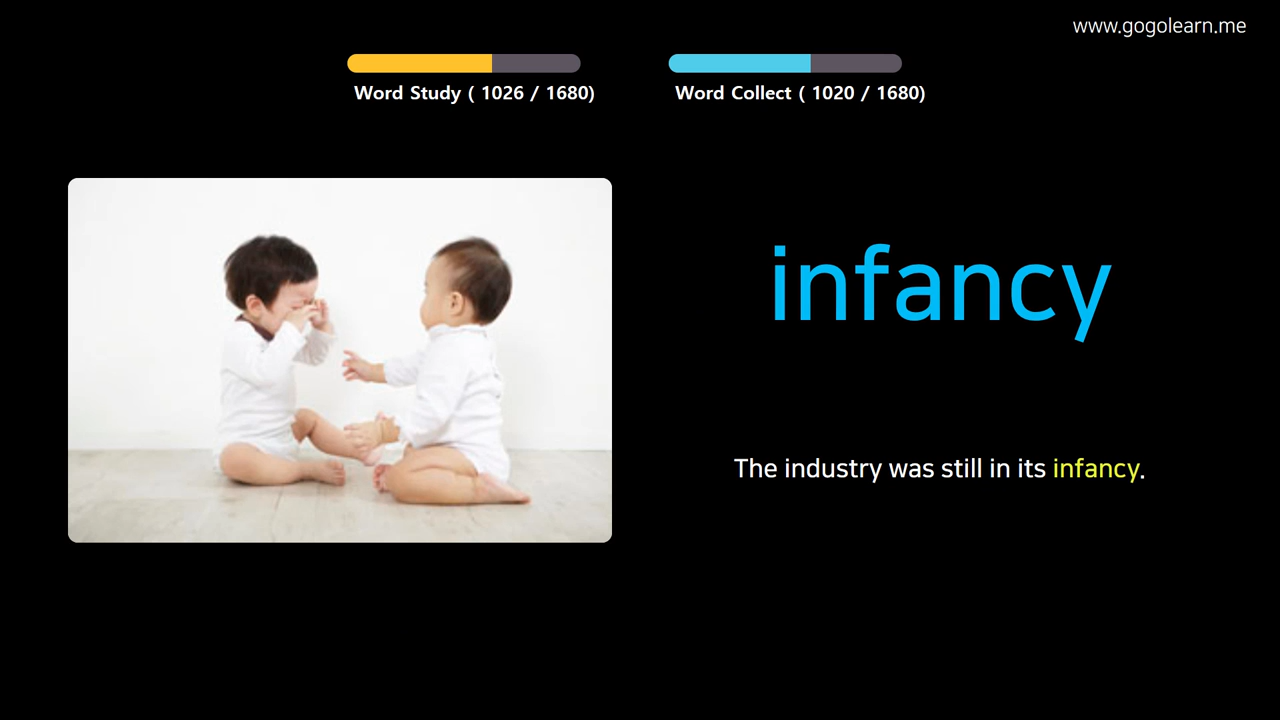 www.gogolearn.me
Word Study ( 1026 / 1680)
Word Collect ( 1020 / 1680)
infancy
The industry was still in its infancy.